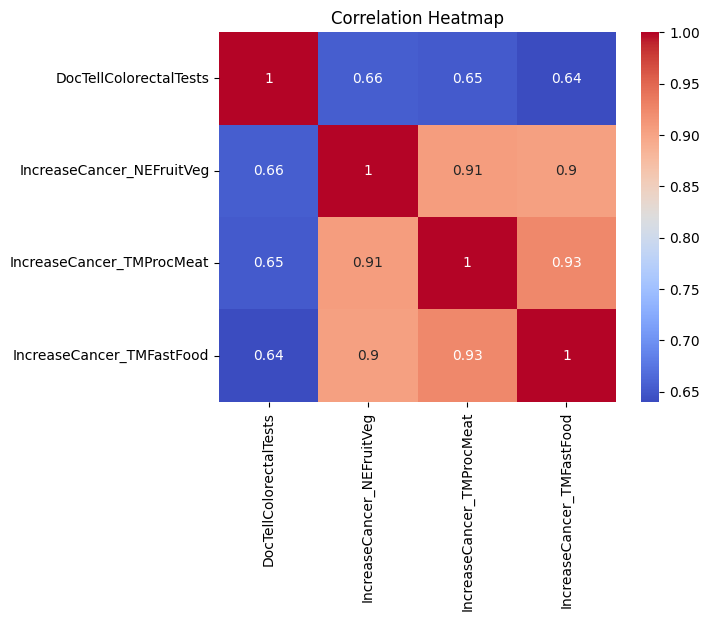 Correlation Heatmap
DocTellColorectalTests
1 0.66 0.65 0.64
IncreaseCancer_NEFruitVeg
0.66 1 0.91 0.9
IncreaseCancer_TMProcMeat
0.65 0.91 1 0.93
IncreaseCancer_TMFastFood
0.64 0.9 0.93 1
DocTellColorectalTests
IncreaseCancer_NEFruitVeg
IncreaseCancer_TMProcMeat
IncreaseCancer_TMFastFood
1.00
0.95
0.90
0.85
0.80
0.75
0.70
0.65